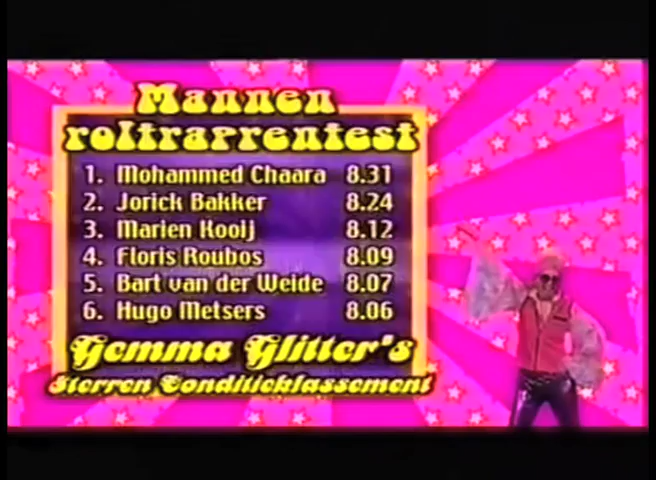 Mannen
roltraprentest
1. Mohammed Chaara 8.31
2. Jorick Bakker 8.24
3. Marien Kooij 8.12
4. Floris Roubos 8.09
5. Bart van der Weide 8.07
6. Hugo Metsers 8.06
Gemma Glitter's
Sterren Conditieklassement